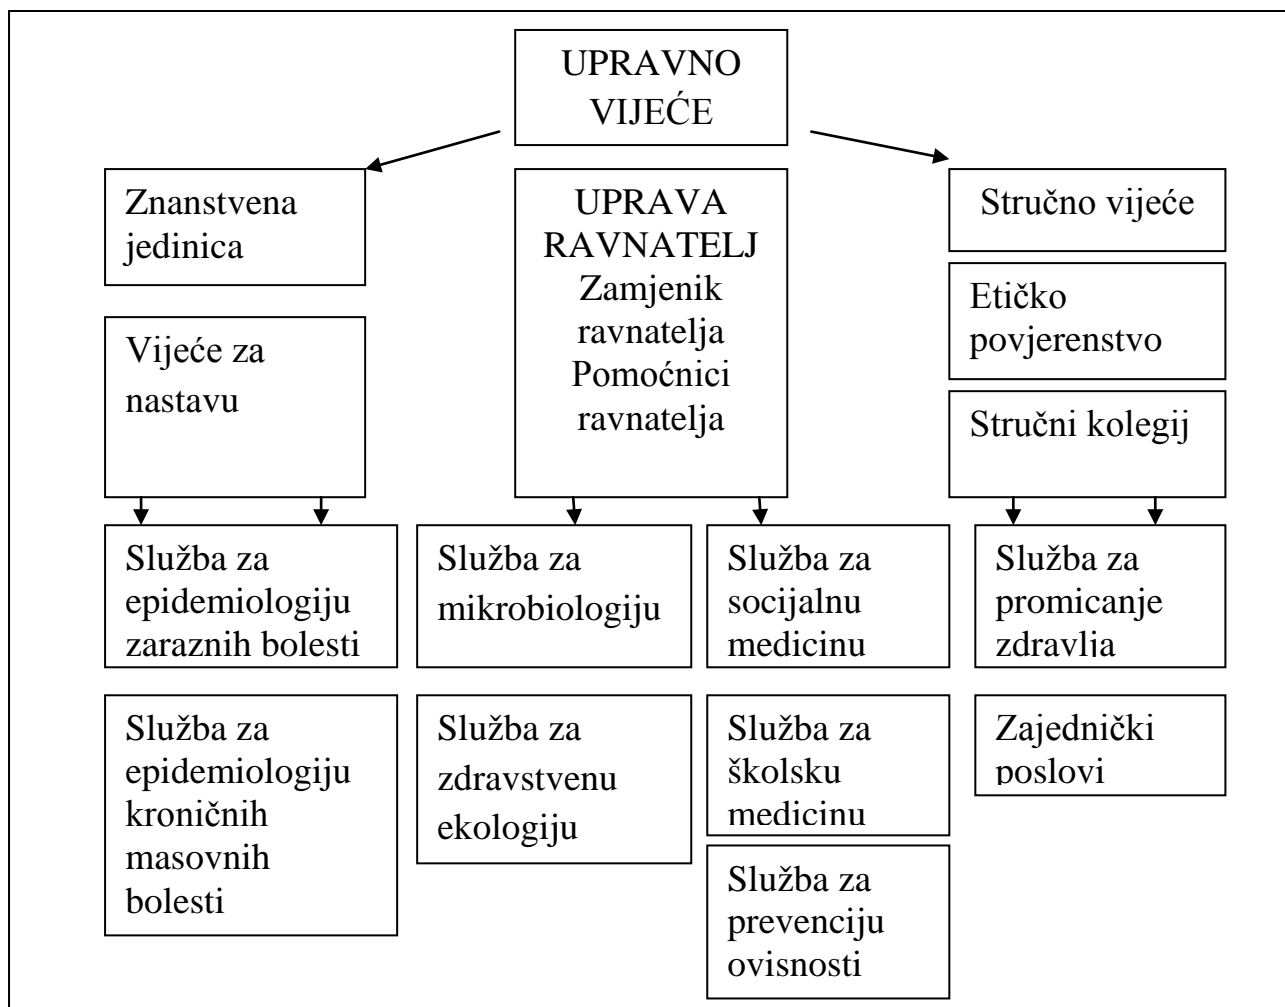 UPRAVNO
VIJEĆE
Znanstvena
jedinica
Vijeće za
nastavu
UPRAVA
RAVNATELJ
Zamjenik
ravnatelja
Pomoćnici
ravnatelja
Stručno vijeće
Etičko
povjerenstvo
Stručni kolegij
Služba za
epidemiologiju
zaraznih bolesti
Služba za
mikrobiologiju
Služba za
socijalnu
medicinu
Služba za
promicanje
zdravlja
Služba za
epidemiologiju
kroničnih
masovnih
bolesti
Služba za
zdravstvenu
ekologiju
Služba za
školsku
medicinu
Zajednički
poslovi
Služba za
prevenciju
ovisnosti